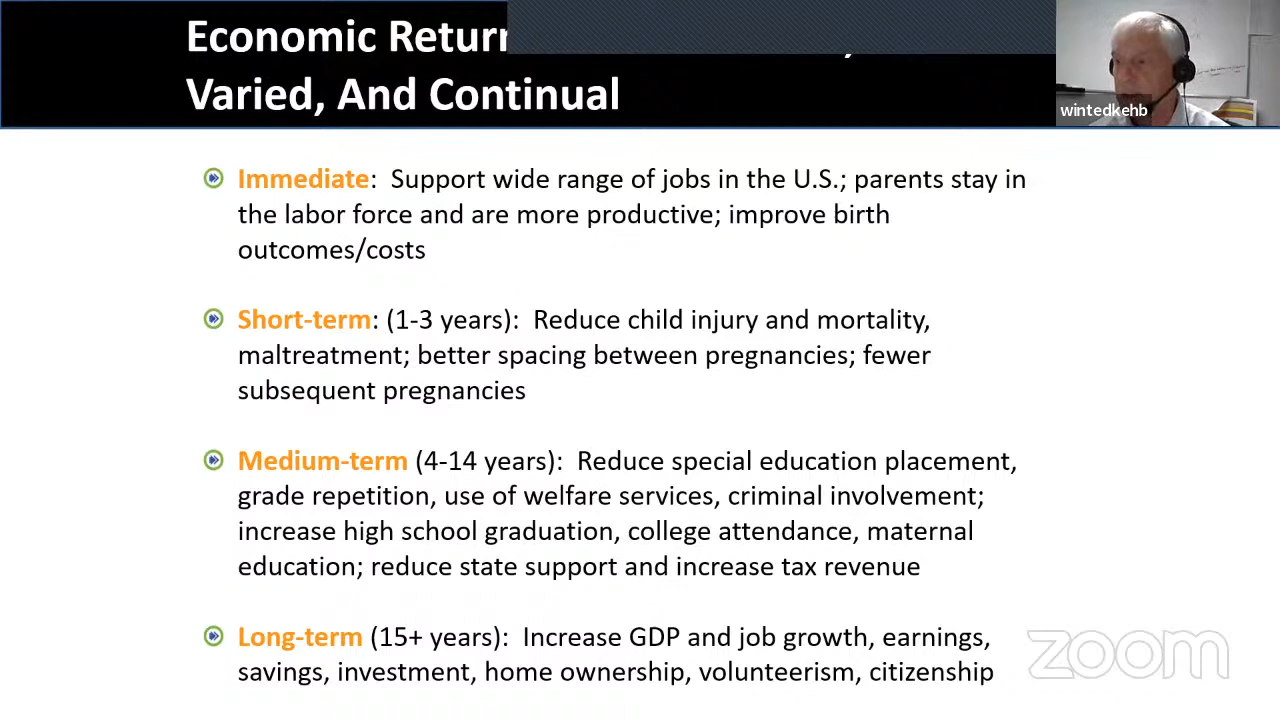 Economic Retur
Varied, And Continual
wintedkehb
Immediate: Support wide range of jobs in the U.S.; parents stay in
the labor force and are more productive; improve birth
outcomes/costs
Short-term: (1-3 years): Reduce child injury and mortality,
maltreatment; better spacing between pregnancies; fewer
subsequent pregnancies
Medium-term (4-14 years): Reduce special education placement,
grade repetition, use of welfare services, criminal involvement;
increase high school graduation, college attendance, maternal
education; reduce state support and increase tax revenue
Long-term (15+ years): Increase GDP and job growth, earnings,
savings, investment, home ownership, volunteerism, citizenship
zoom